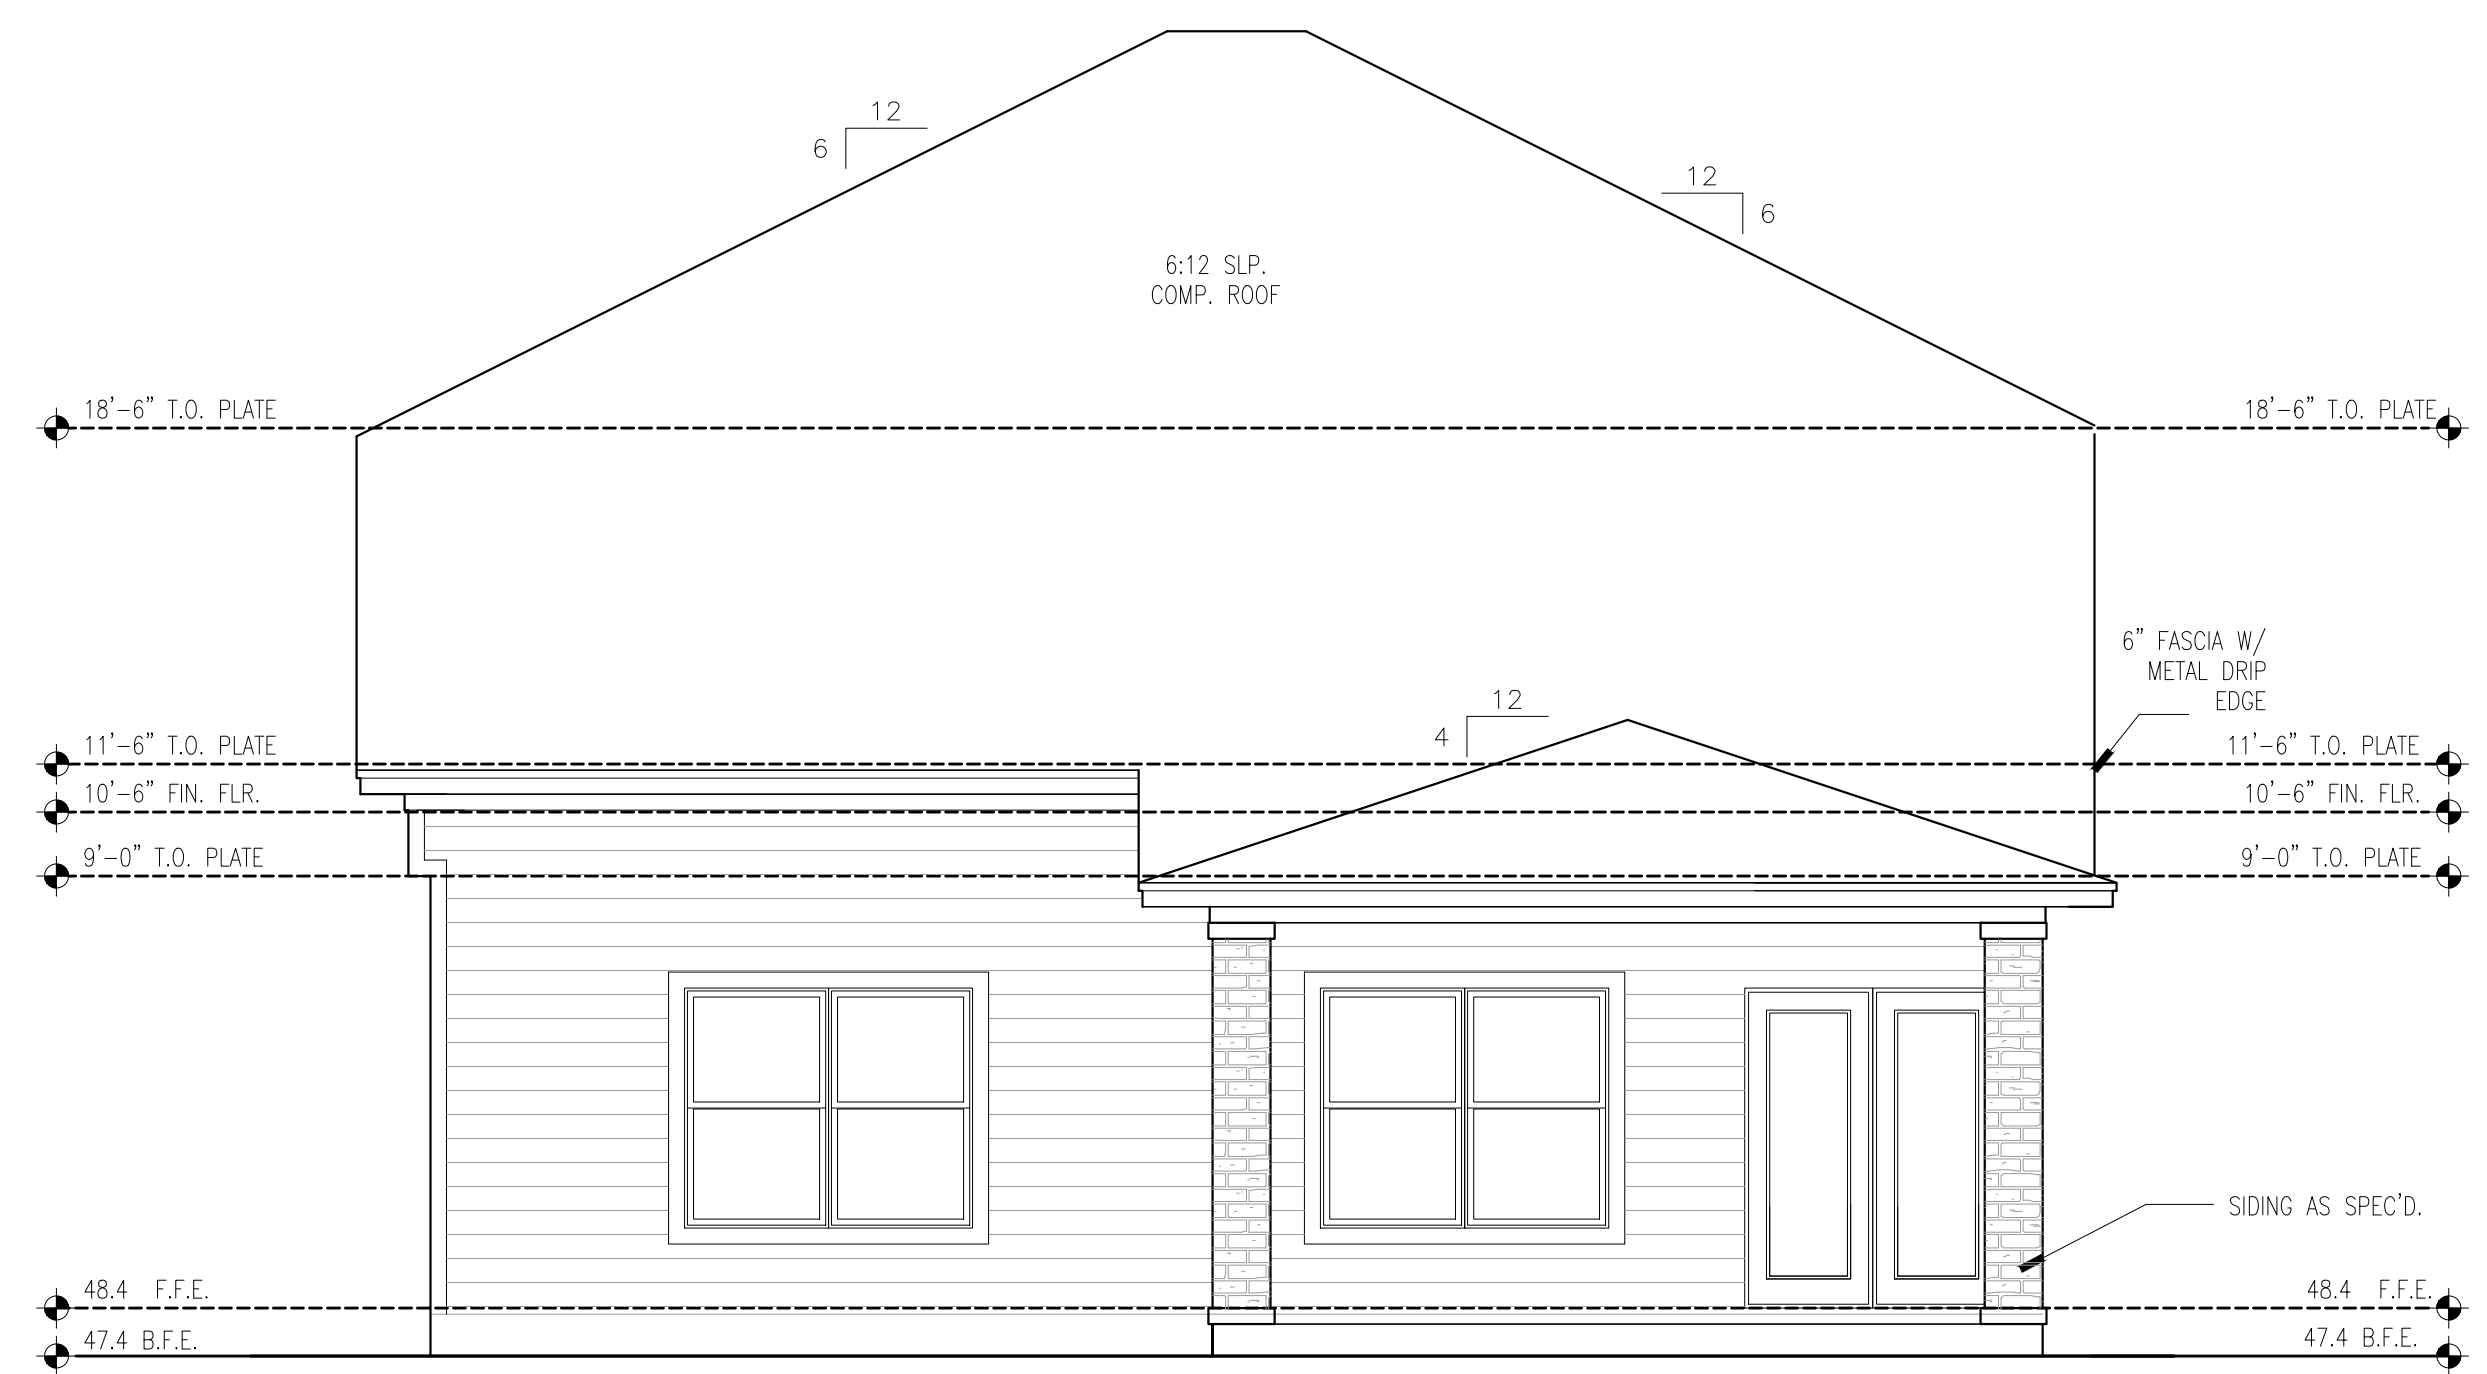 12
6
12
6
6:12 SLP.
COMP. ROOF
18'-6" T.O. PLATE
18'-6" T.O. PLATE
6" FASCIA W/
METAL DRIP
EDGE
12
4
11'-6" T.O. PLATE
11'-6" T.O. PLATE
10'-6" FIN. FLR.
10'-6" FIN. FLR.
9'-0" T.O. PLATE
9'-0" T.O. PLATE
SIDING AS SPEC'D.
48.4 F.F.E.
48.4 F.F.E.
47.4 B.F.E.
47.4 B.F.E.